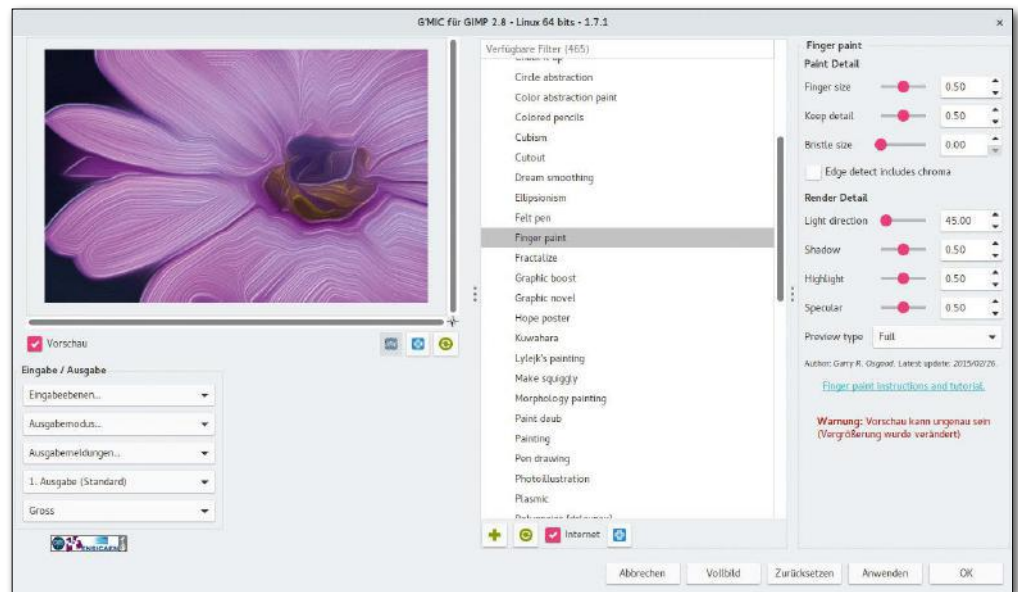 G'MIC für GIMP 2.8 - Linux 64 bits - 1.7.1
Vorschau
Eingabe / Ausgabe
Eingabeebenen...
Ausgabemodus...
Ausgabemeldungen...
1. Ausgabe (Standard)
Gross
ENSICAEN
Verfügbare Filter (465)
Circle abstraction
Color abstraction paint
Colored pencils
Cubism
Cutout
Dream smoothing
Ellipsionism
Felt pen
Finger paint
Fractalize
Graphic boost
Graphic novel
Hope poster
Kuwahara
Lylejk's painting
Make squiggly
Morphology painting
Paint daub
Painting
Pen drawing
Photoillustration
Plasmic
Internet
Finger paint
Paint Detail
Finger size 0.50
Keep detail 0.50
Bristle size 0.00
Edge detect includes chroma
Render Detail
Light direction 45.00
Shadow 0.50
Highlight 0.50
Specular 0.50
Preview type Full
Author: Garry R. Osgood. Latest update: 2015/02/26.
Finger paint instructions and tutorial.
Warnung: Vorschau kann ungenau sein
(Vergrößerung wurde verändert)
Abbrechen Vollbild Zurücksetzen Anwenden OK